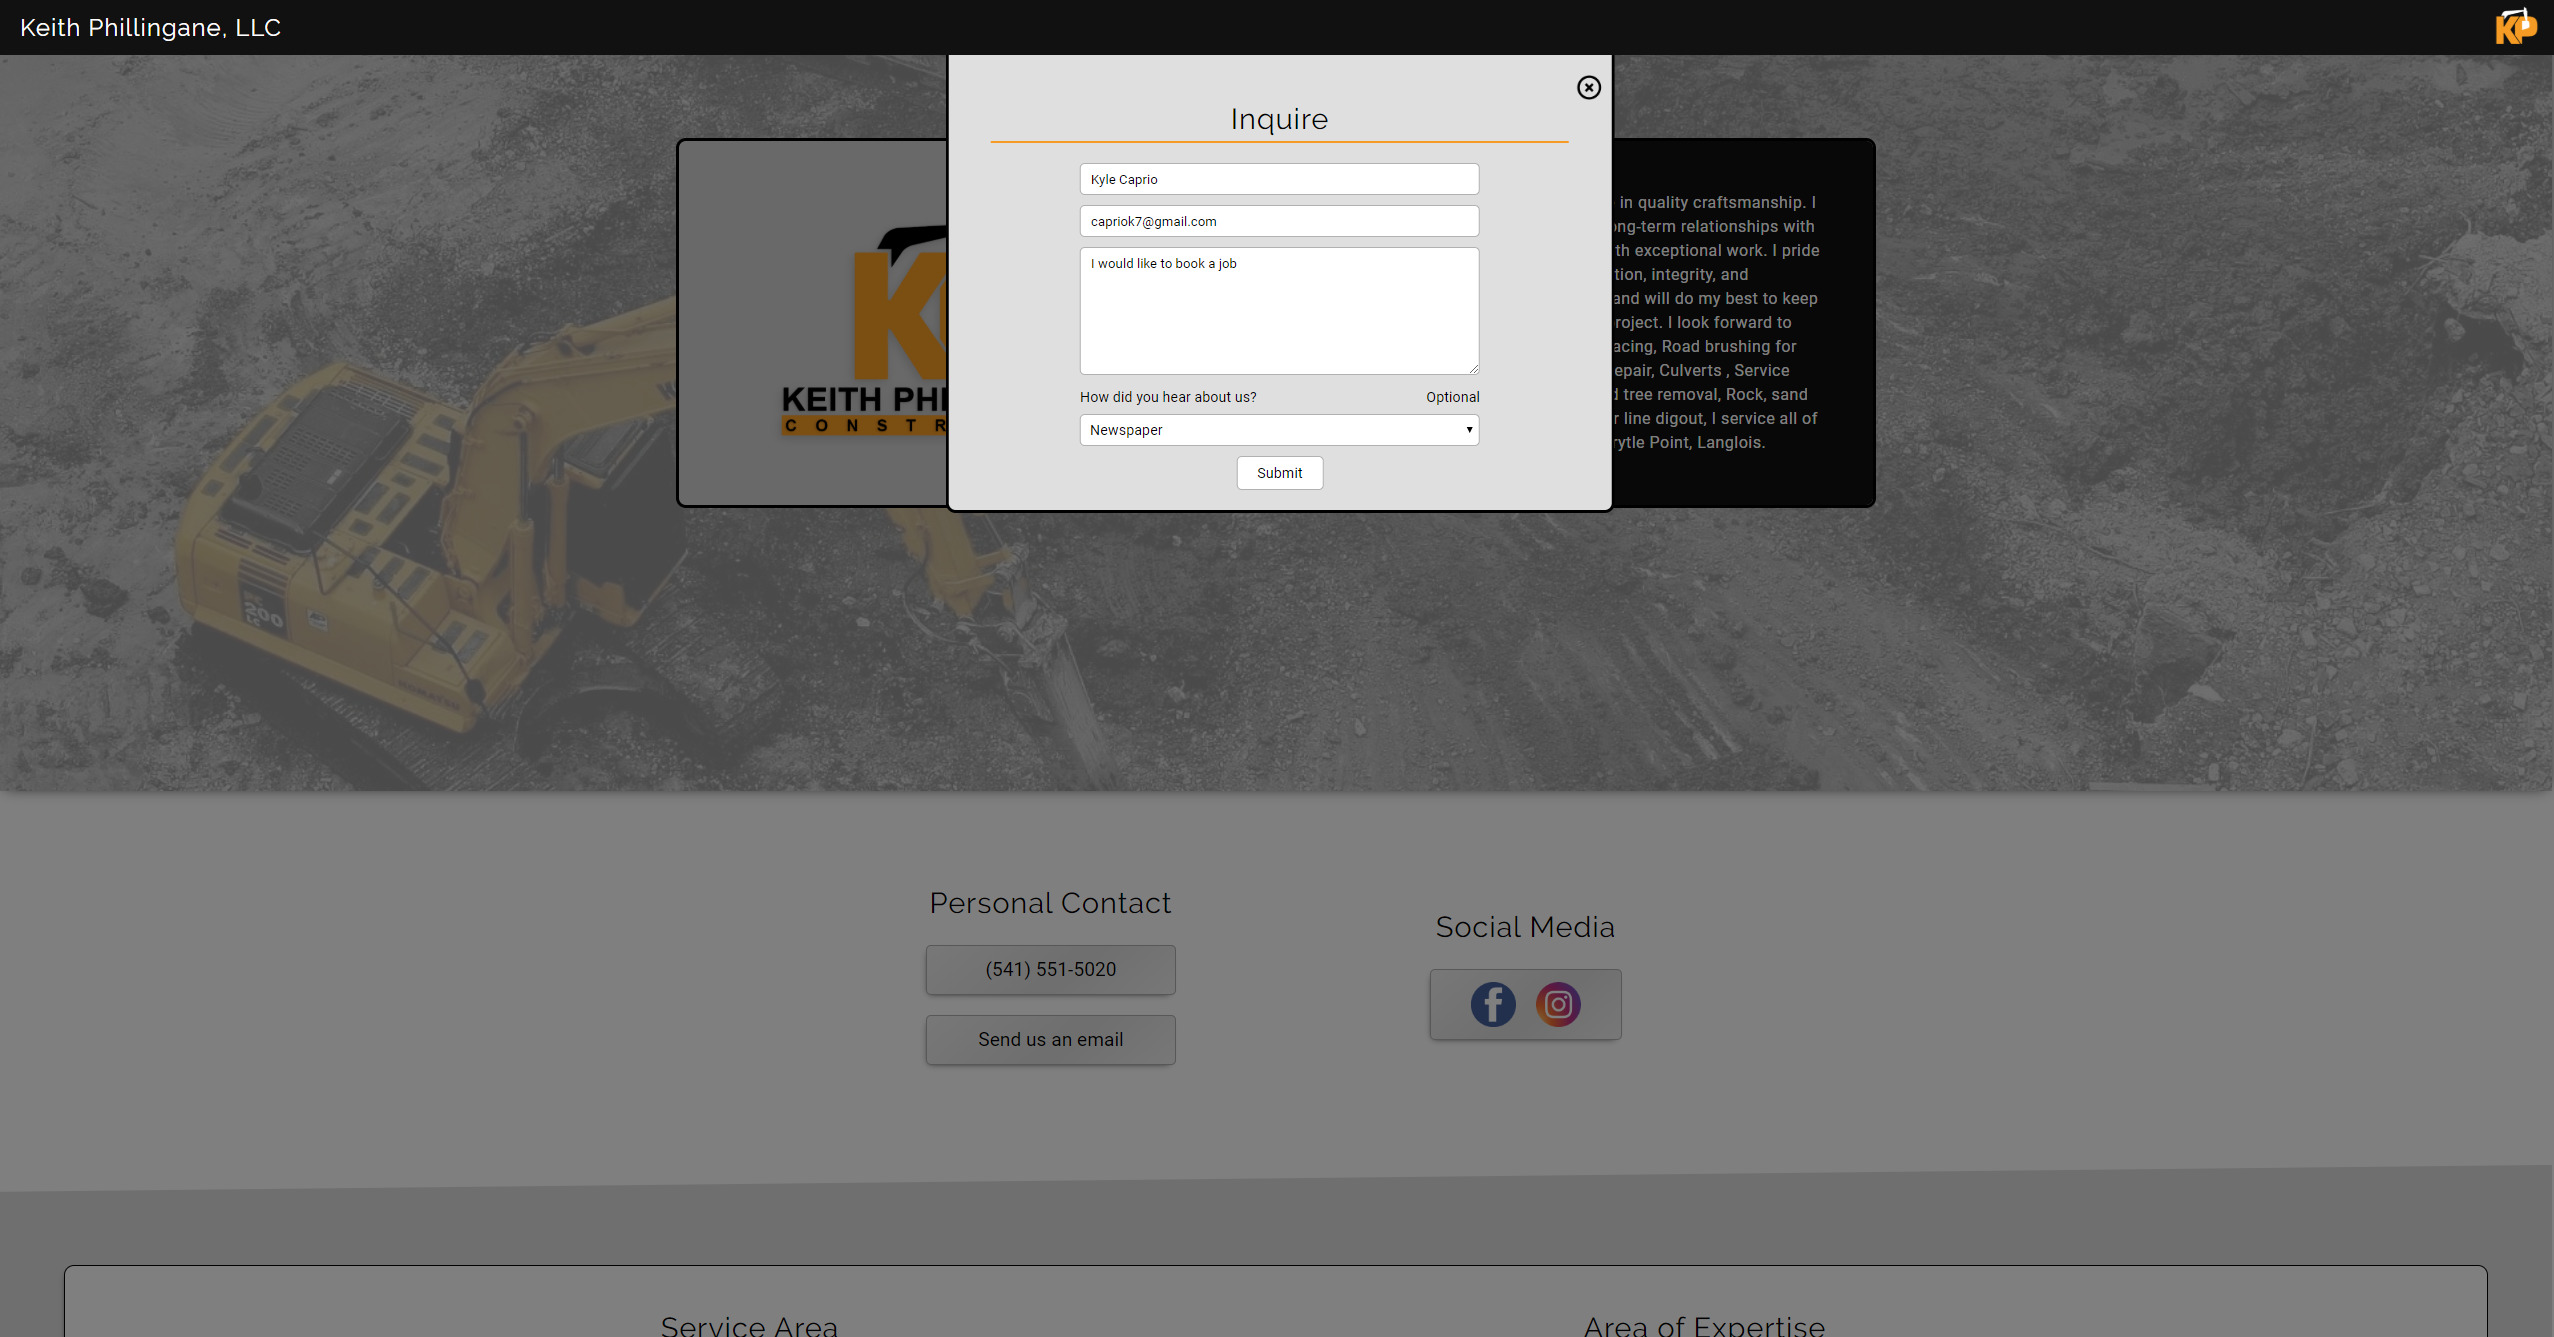 Keith Phillingane, LLC
KP
Inquire
Kyle Caprio
capriok7@gmail.com
I would like to book a job
How did you hear about us? Optional
Newspaper
Submit
K
KEITH PHI
CONSTR
in quality craftsmanship. I
ng-term relationships with
th exceptional work. I pride
tion, integrity, and
and will do my best to keep
roject. I look forward to
acing, Road brushing for
epair, Culverts , Service
d tree removal, Rock, sand
r line digout, I service all of
rytle Point, Langlois.
200
LC
KOMATSU
Personal Contact
(541) 551-5020
Send us an email
Social Media
Service Area
Area of Expertise